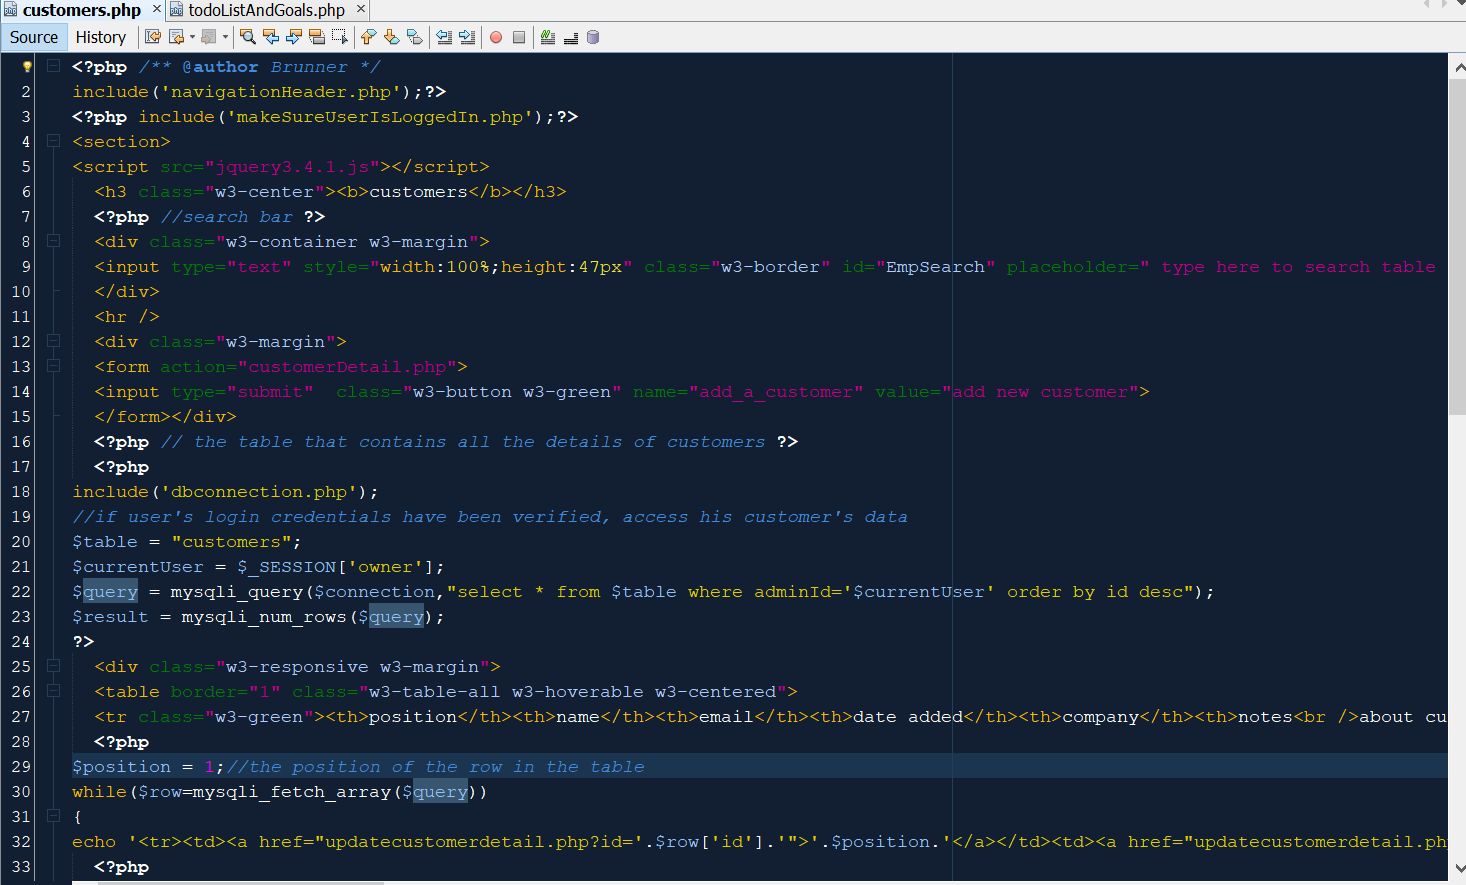 customers.php × todoListAndGoals.php ×
Source History
<?php /** @author Brunner */
2 include('navigationHeader.php');?>
3 <?php include('makeSureUserIsLoggedIn.php');?>
4 <section>
5 <script src="jquery3.4.1.js"></script>
6 <h3 class="w3-center"><b>customers</b></h3>
7 <?php //search bar ?>
8 <div class="w3-container w3-margin">
9 <input type="text" style="width:100%;height:47px" class="w3-border" id="EmpSearch" placeholder=" type here to search table
10 </div>
11 <hr />
12 <div class="w3-margin">
13 <form action="customerDetail.php">
14 <input type="submit"  class="w3-button w3-green" name="add_a_customer" value="add new customer">
15 </form></div>
16 <?php // the table that contains all the details of customers ?>
17 <?php
18 include('dbconnection.php');
19 //if user's login credentials have been verified, access his customer's data
20 $table = "customers";
21 $currentUser = $_SESSION['owner'];
22 $query = mysqli_query($connection,"select * from $table where adminId='$currentUser' order by id desc");
23 $result = mysqli_num_rows($query);
24 ?>
25 <div class="w3-responsive w3-margin">
26 <table border="1" class="w3-table-all w3-hoverable w3-centered">
27 <tr class="w3-green"><th>position</th><th>name</th><th>email</th><th>date added</th><th>company</th><th>notes<br />about cu
28 <?php
29 $position = 1;//the position of the row in the table
30 while($row=mysqli_fetch_array($query))
31 {
32 echo '<tr><td><a href="updatecustomerdetail.php?id='.$row['id'].'">'.$position.'</a></td><td><a href="updatecustomerdetail.ph
33 <?php